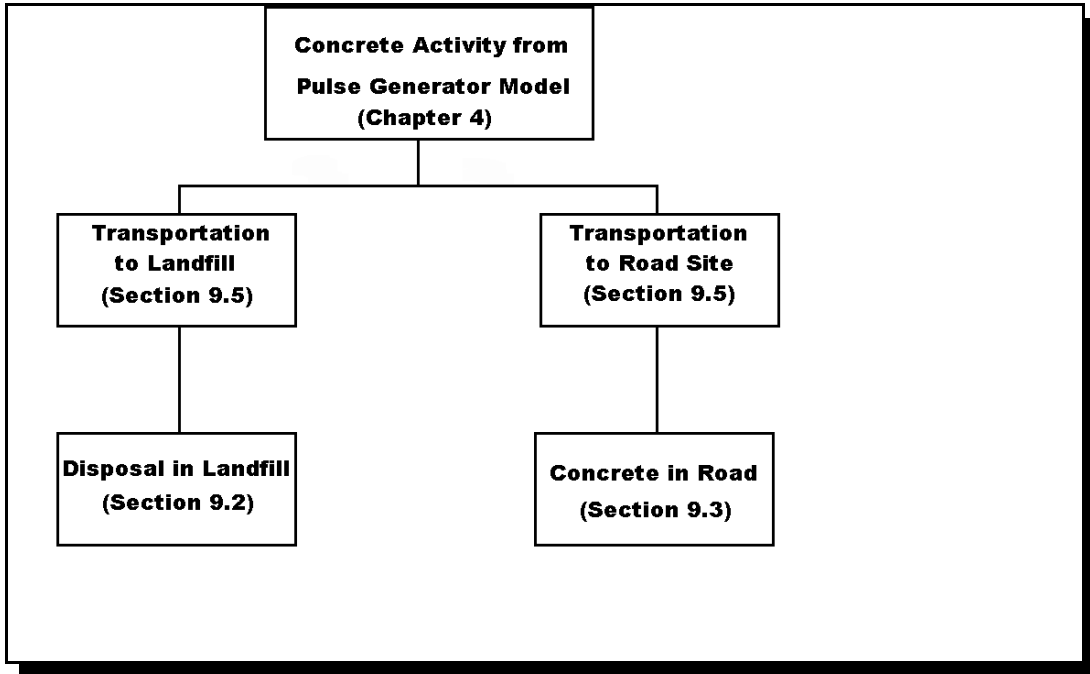 Concrete Activity from
Pulse Generator Model
(Chapter 4)
Transportation
to Landfill
(Section 9.5)
Transportation
to Road Site
(Section 9.5)
Disposal in Landfill
(Section 9.2)
Concrete in Road
(Section 9.3)